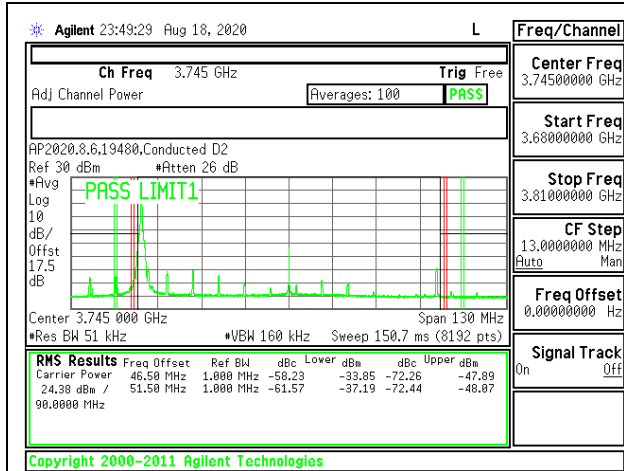 Agilent 23:49:29 Aug 18, 2020 L
Freq/Channel
Ch Freq 3.745 GHz Trig Free
Adj Channel Power Averages: 100 PASS
AP2020.8.6,19480,Conducted D2
Ref 30 dBm #Atten 26 dB
#Avg
Log
10
dB/
Offst
17.5
dB
PASS LIMIT1
Center 3.745 000 GHz Span 130 MHz
#Res BW 51 kHz #VBW 160 kHz Sweep 150.7 ms (8192 pts)
RMS Results Freq Offset Ref BW dBc Lower dBm dBc Upper dBm
Carrier Power 46.50 MHz 1.000 MHz -58.23 -33.85 -72.26 -47.89
24.38 dBm / 51.50 MHz 1.000 MHz -61.57 -37.19 -72.44 -48.07
90.0000 MHz
Center Freq
3.74500000 GHz
Start Freq
3.68000000 GHz
Stop Freq
3.81000000 GHz
CF Step
13.0000000 MHz
Auto Man
Freq Offset
0.00000000 Hz
Signal Track
On Off
Copyright 2000-2011 Agilent Technologies